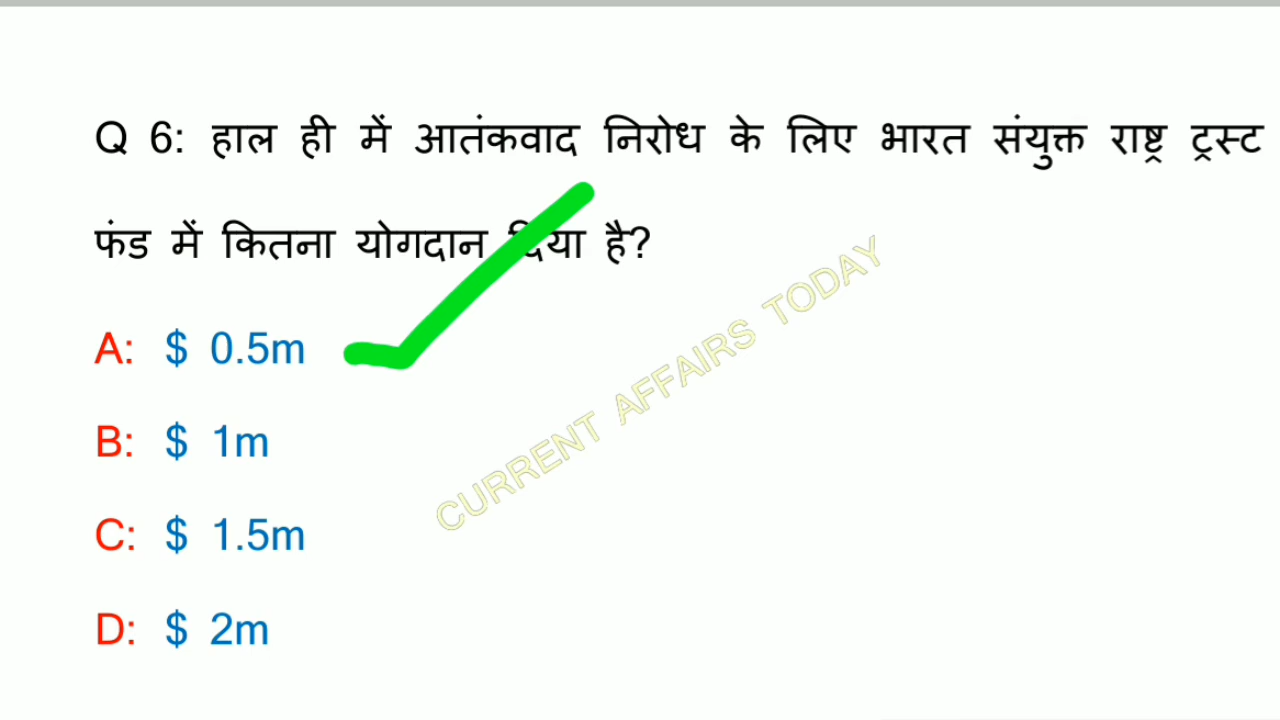 Q 6: हाल ही में आतंकवाद निरोध के लिए भारत संयुक्त राष्ट्र ट्रस्ट
फंड में कितना योगदान दिया है?
A: $ 0.5m
B: $ 1m
C: $ 1.5m
D: $ 2m
CURRENT AFFAIRS TODAY